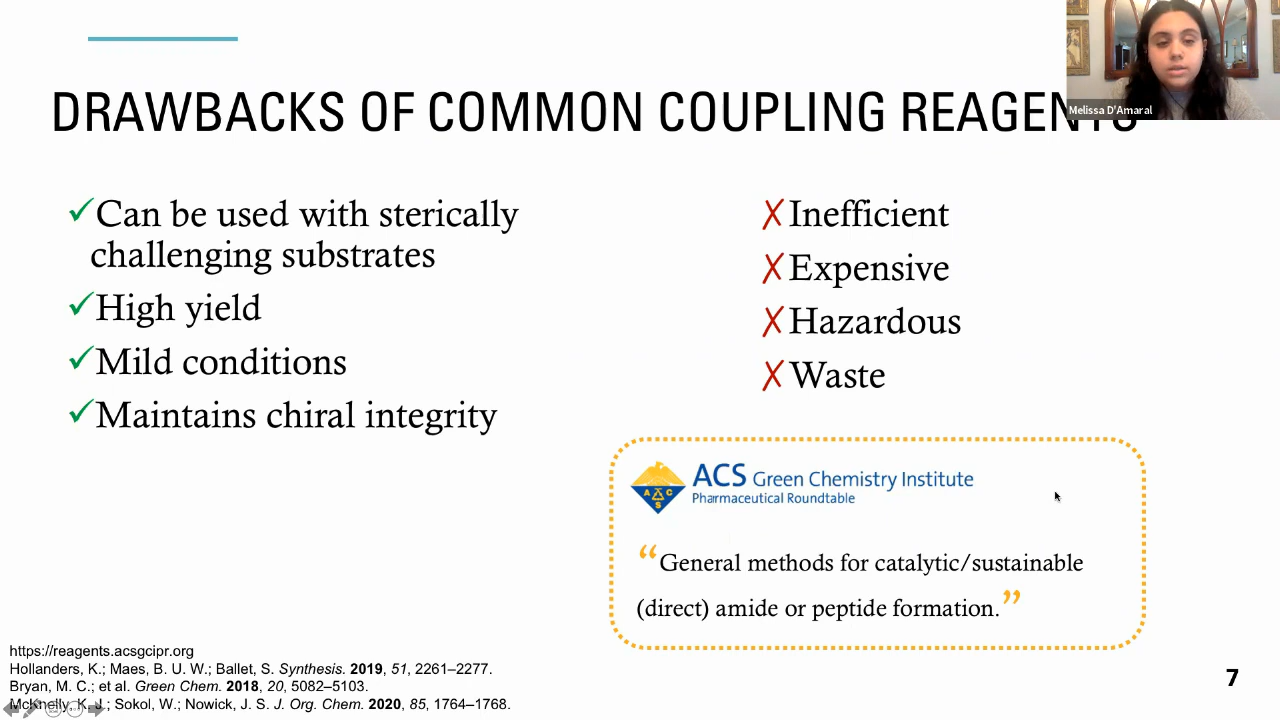 Melissa D'Amaral
DRAWBACKS OF COMMON COUPLING REAGENTS
✓Can be used with sterically
challenging substrates
✓High yield
✓Mild conditions
✓Maintains chiral integrity
✗Inefficient
✗Expensive
✗Hazardous
✗Waste
ACS Green Chemistry Institute
Pharmaceutical Roundtable
A C S
“General methods for catalytic/sustainable
(direct) amide or peptide formation.”
https://reagents.acsgcipr.org
Hollanders, K.; Maes, B. U. W.; Ballet, S. Synthesis. 2019, 51, 2261–2277.
Bryan, M. C.; et al. Green Chem. 2018, 20, 5082–5103.
McKnelly, K. J.; Sokol, W.; Nowick, J. S. J. Org. Chem. 2020, 85, 1764–1768.
7